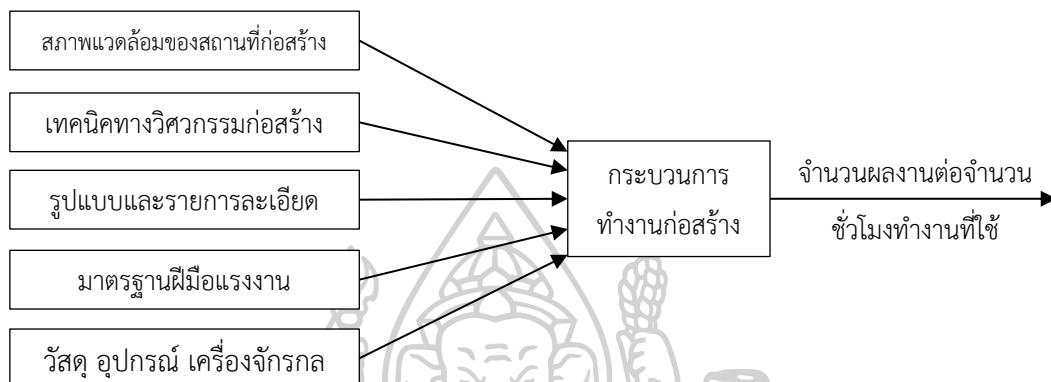 สภาพแวดล้อมของสถานที่ก่อสร้าง
เทคนิคทางวิศวกรรมก่อสร้าง
รูปแบบและรายการละเอียด
มาตรฐานฝีมือแรงงาน
วัสดุ อุปกรณ์ เครื่องจักรกล
กระบวนการ
ทำงานก่อสร้าง
จำนวนผลงานต่อจำนวน
ชั่วโมงทำงานที่ใช้